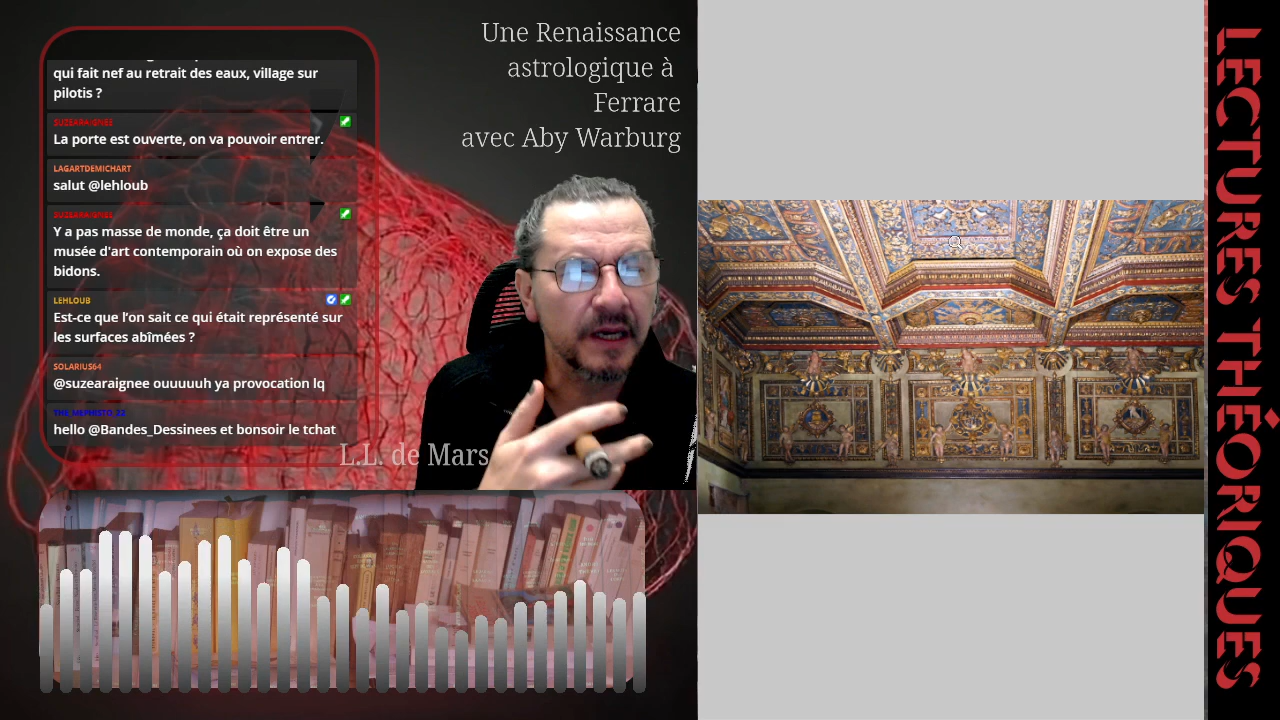 qui fait nef au retrait des eaux, village sur
pilotis ?
SUZEARAIGNEE
La porte est ouverte, on va pouvoir entrer.
LAGARTDEMICHART
salut @lehloub
SUZEARAIGNEE
Y a pas masse de monde, ça doit être un
musée d'art contemporain où on expose des
bidons.
LEHLOUB
Est-ce que l'on sait ce qui était représenté sur
les surfaces abîmées ?
SOLARIUS64
@suzearaignee ouuuuuh ya provocation lq
THE_MEPHISTO_22
hello @Bandes_Dessinees et bonsoir le tchat
Une Renaissance
astrologique à
Ferrare
avec Aby Warburg
L.L. de Mars
LECTURES THÉORIQUES